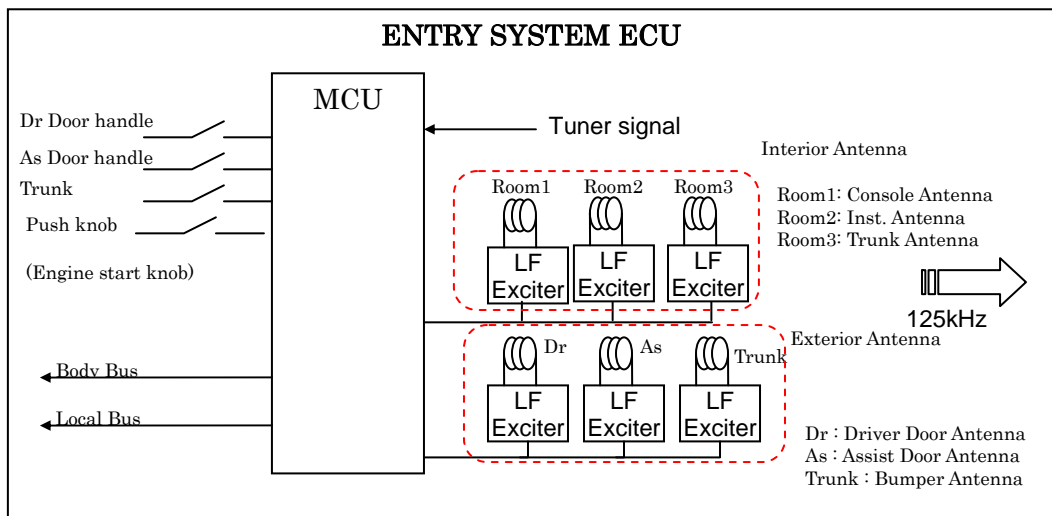 ENTRY SYSTEM ECU
MCU
Dr Door handle
As Door handle
Trunk
Push knob
(Engine start knob)
Body Bus
Local Bus
Tuner signal
Interior Antenna
Room1 Room2 Room3
LF Exciter
LF Exciter
LF Exciter
Room1: Console Antenna
Room2: Inst. Antenna
Room3: Trunk Antenna
125kHz
Exterior Antenna
Dr As Trunk
LF Exciter
LF Exciter
LF Exciter
Dr : Driver Door Antenna
As : Assist Door Antenna
Trunk : Bumper Antenna